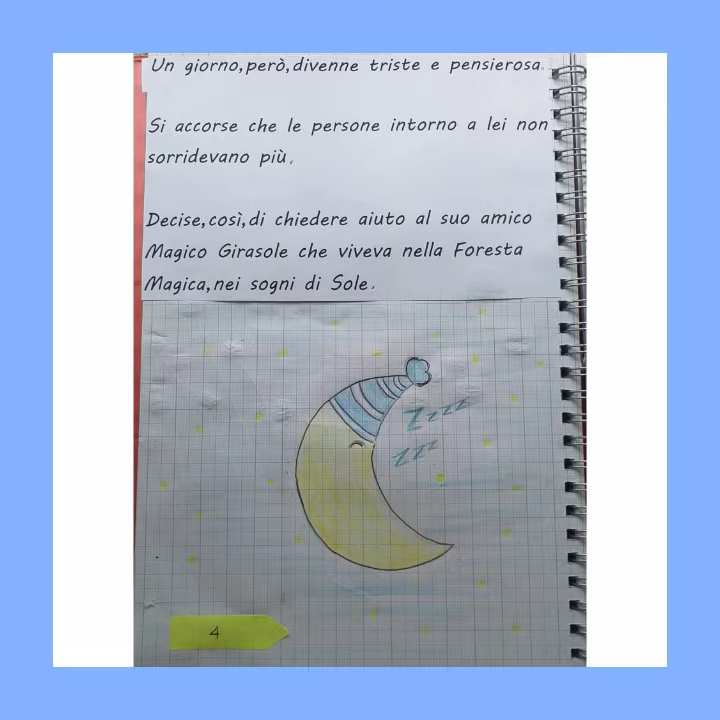 Un giorno,però,divenne triste e pensierosa.
Si accorse che le persone intorno a lei non
sorridevano più.
Decise,così,di chiedere aiuto al suo amico
Magico Girasole che viveva nella Foresta
Magica,nei sogni di Sole.
Zzzzz
zzz
4